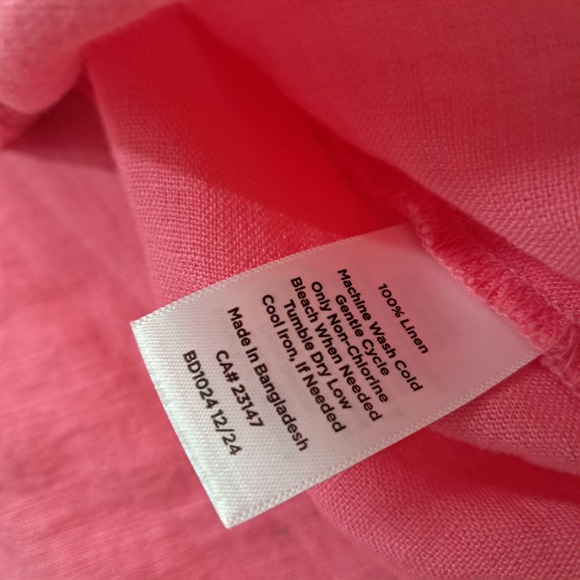 100% Linen
Machine Wash Cold
Gentle Cycle
Only Non-Chlorine
Bleach When Needed
Tumble Dry Low
Cool Iron, If Needed
Made In Bangladesh
CA# 23147
BD1024 12/24